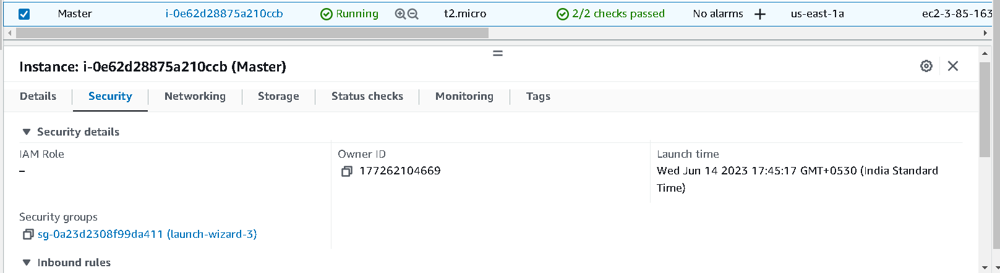 Master i-0e62d28875a210ccb Running t2.micro 2/2 checks passed No alarms + us-east-1a ec2-3-85-163
Instance: i-0e62d28875a210ccb (Master)
Details Security Networking Storage Status checks Monitoring Tags
Security details
IAM Role Owner ID Launch time
– 177262104669 Wed Jun 14 2023 17:45:17 GMT+0530 (India Standard
Time)
Security groups
sg-0a23d2308f99da411 (launch-wizard-3)
Inbound rules